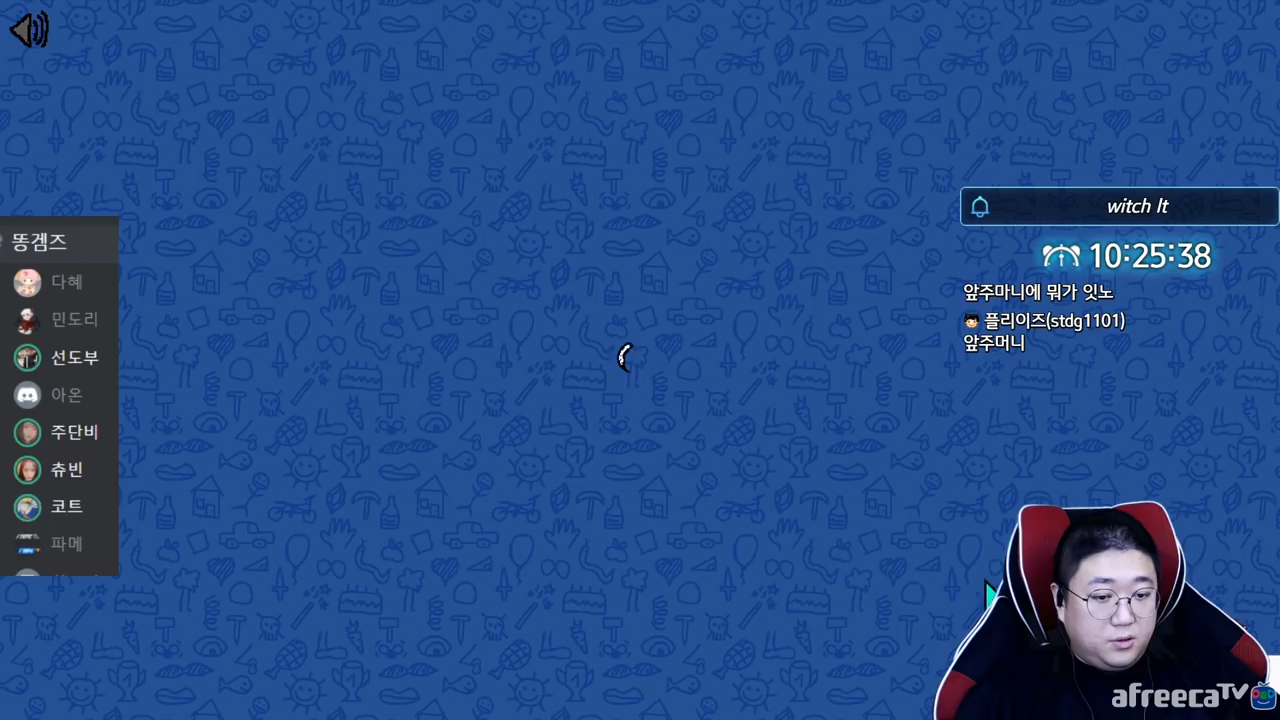 witch It
10:25:38
앞주마니에 뭐가 잇노
플리이즈(stdg1101)
앞주머니
똥겜즈
다혜
민도리
선도부
아온
주단비
츄빈
코트
파메
afreecaTV